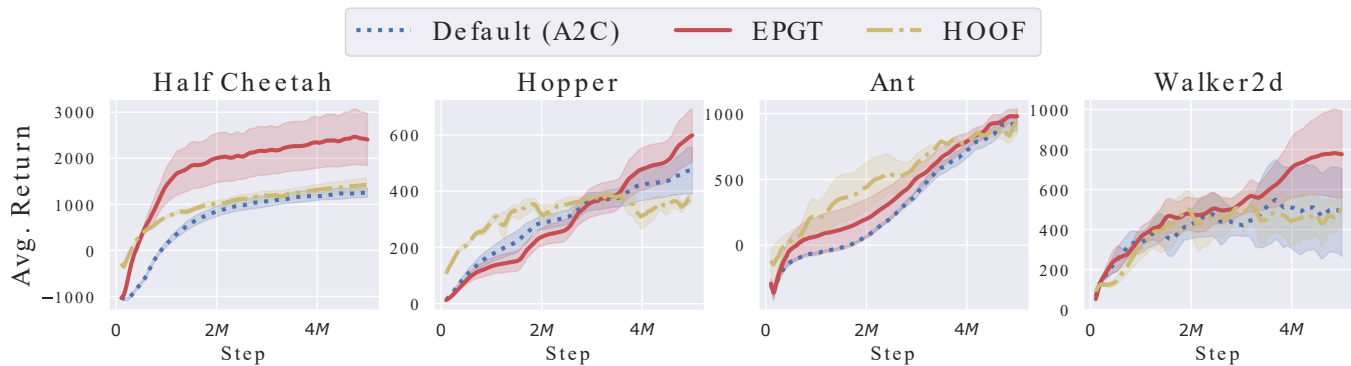 Default (A2C) EPGT HOOF
Half Cheetah Hopper Ant Walker2d
Avg. Return
3000
2000
1000
0
−1000
0 2M 4M
Step
600
400
200
0
0 2M 4M
Step
1000
500
0
0 2M 4M
Step
1000
800
600
400
200
0
0 2M 4M
Step